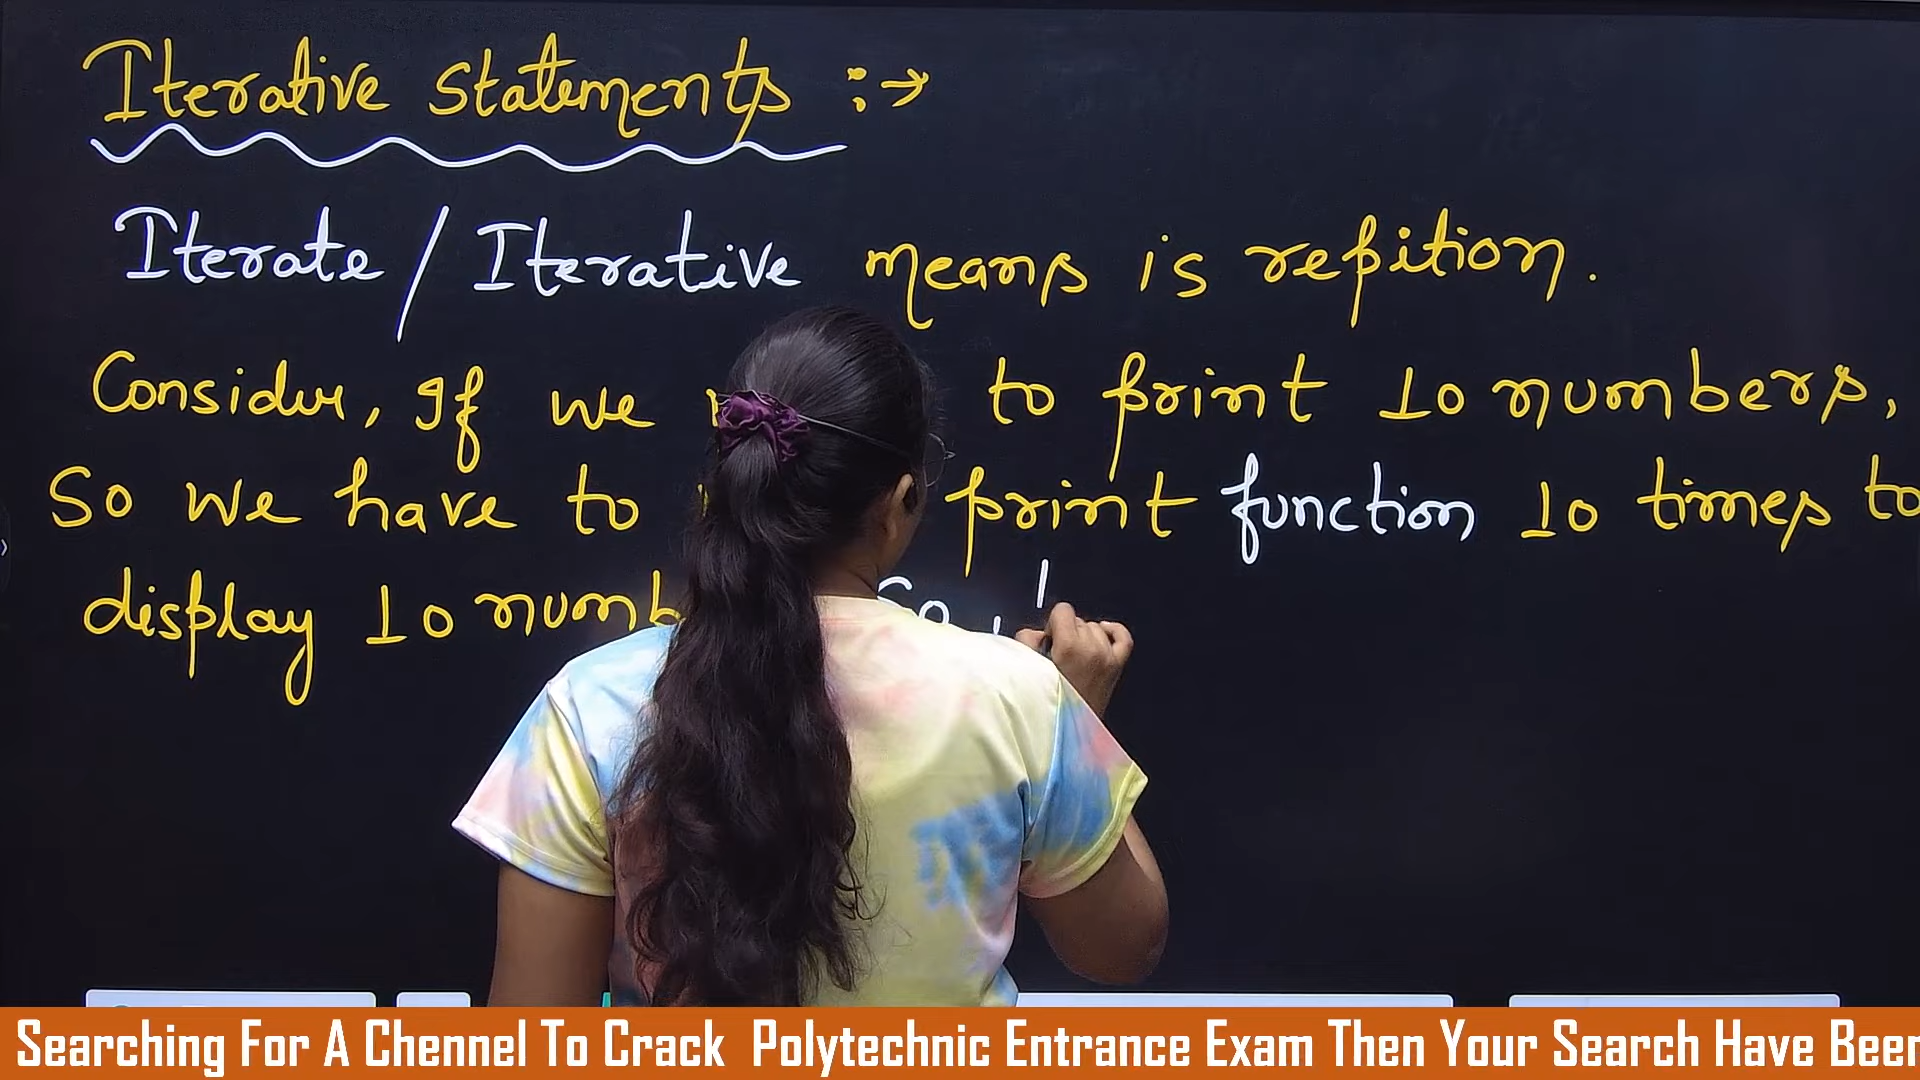 Iterative Statements :→
Iterate / Iterative means is repition.
Consider, If we to print 10 numbers,
So we have to print function 10 times to
display 10 So,
Searching For A Chennel To Crack Polytechnic Entrance Exam Then Your Search Have Been